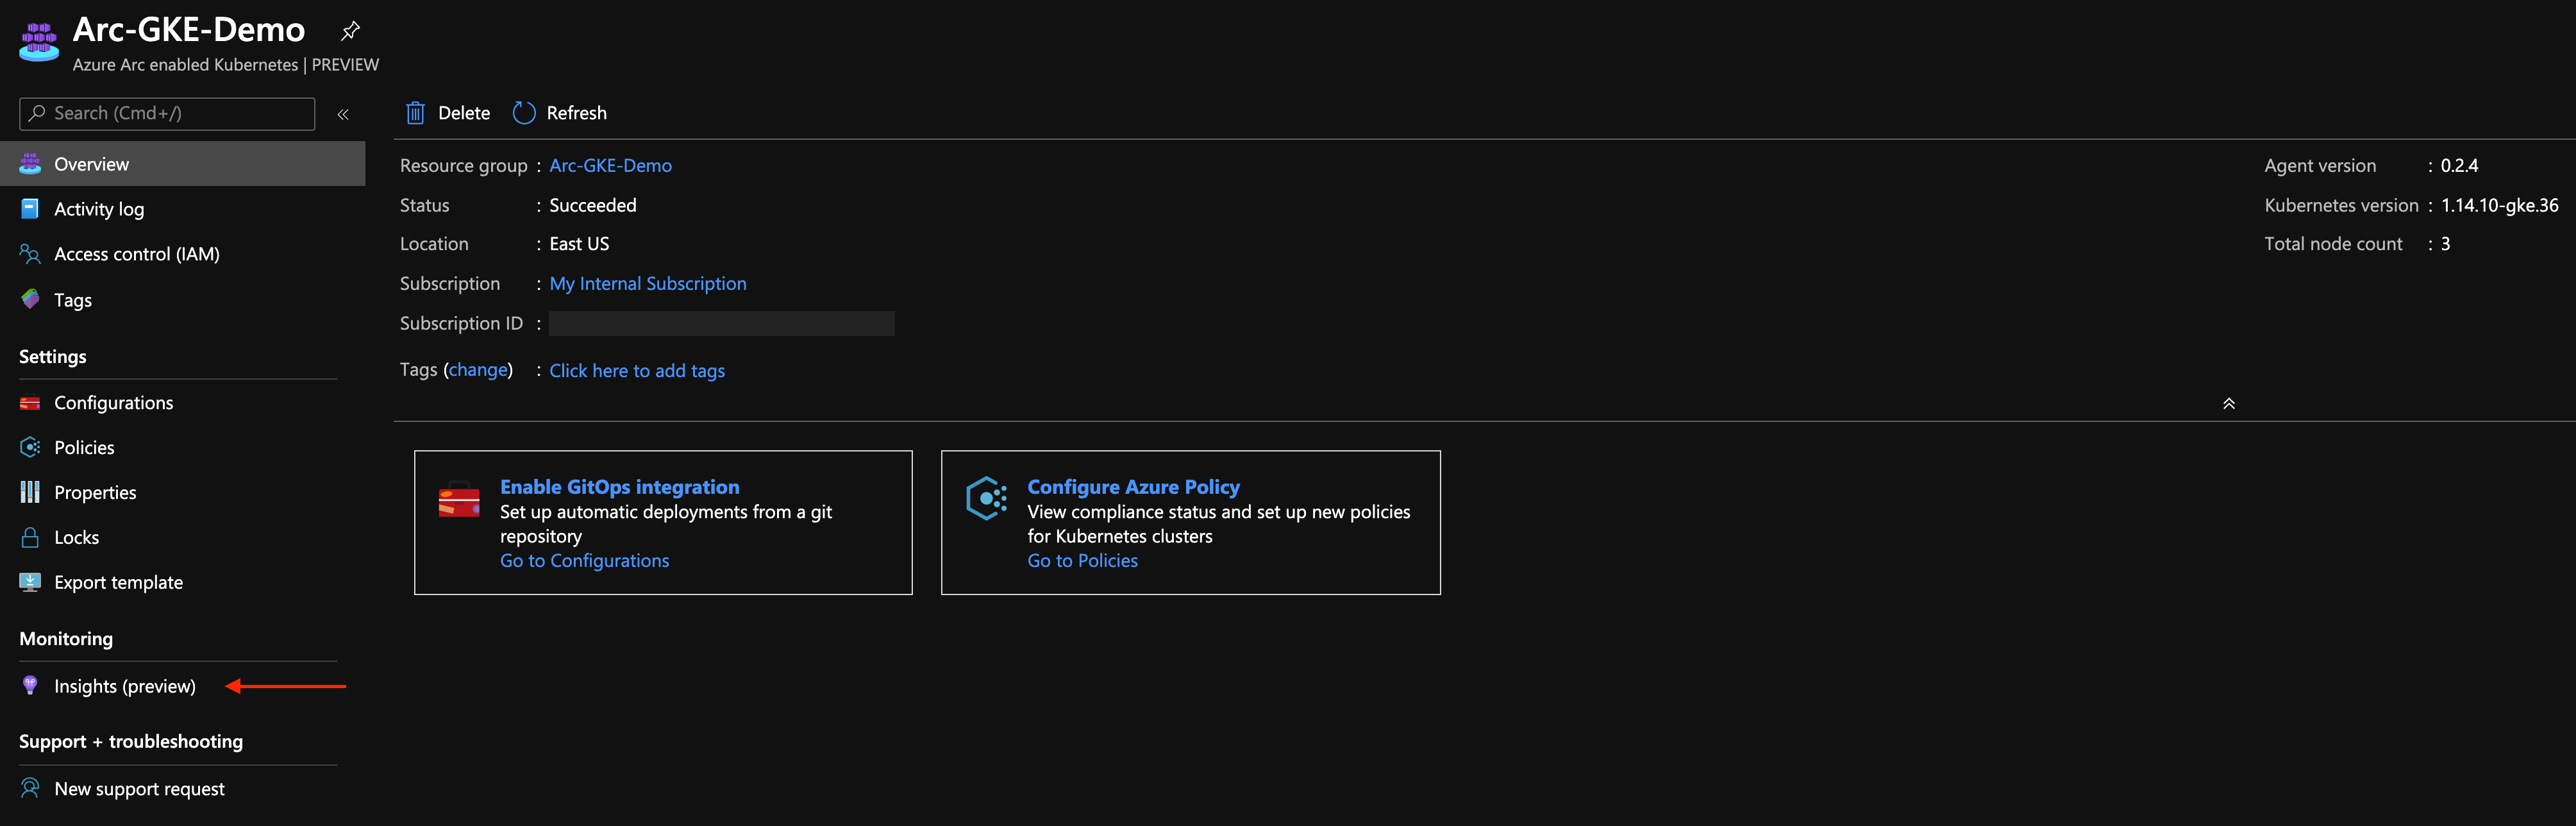 Arc-GKE-Demo
Azure Arc enabled Kubernetes | PREVIEW
Search (Cmd+/)
«
Overview
Activity log
Access control (IAM)
Tags
Settings
Configurations
Policies
Properties
Locks
Export template
Monitoring
Insights (preview)
Support + troubleshooting
New support request
Delete
Refresh
Resource group : Arc-GKE-Demo
Status : Succeeded
Location : East US
Subscription : My Internal Subscription
Subscription ID :
Tags (change) : Click here to add tags
Agent version : 0.2.4
Kubernetes version : 1.14.10-gke.36
Total node count : 3
Enable GitOps integration
Set up automatic deployments from a git
repository
Go to Configurations
Configure Azure Policy
View compliance status and set up new policies
for Kubernetes clusters
Go to Policies